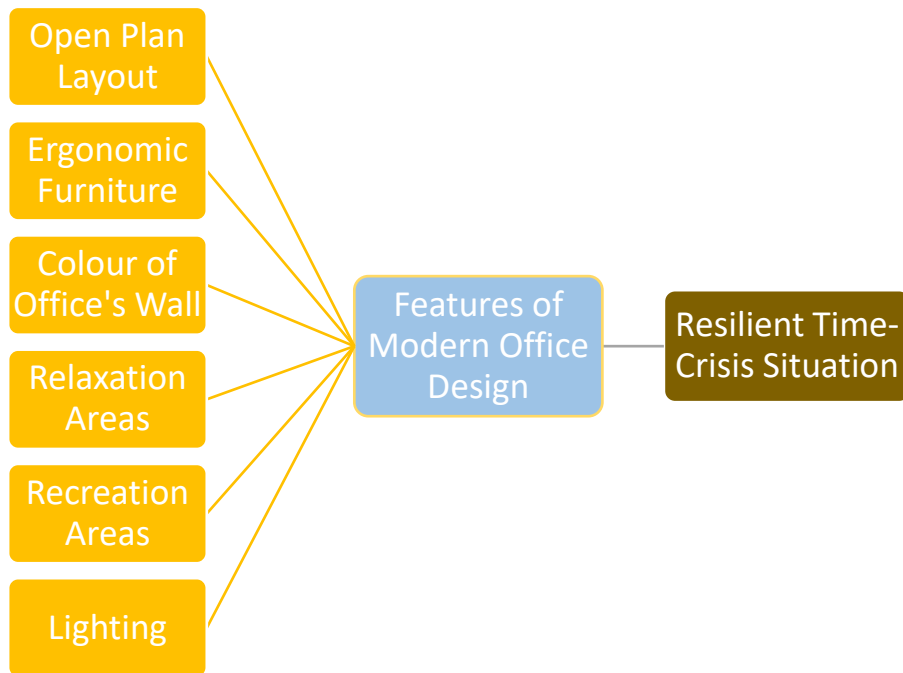 Open Plan
Layout
Ergonomic
Furniture
Colour of
Office's Wall
Relaxation
Areas
Recreation
Areas
Lighting
Features of
Modern Office
Design
Resilient Time-
Crisis Situation